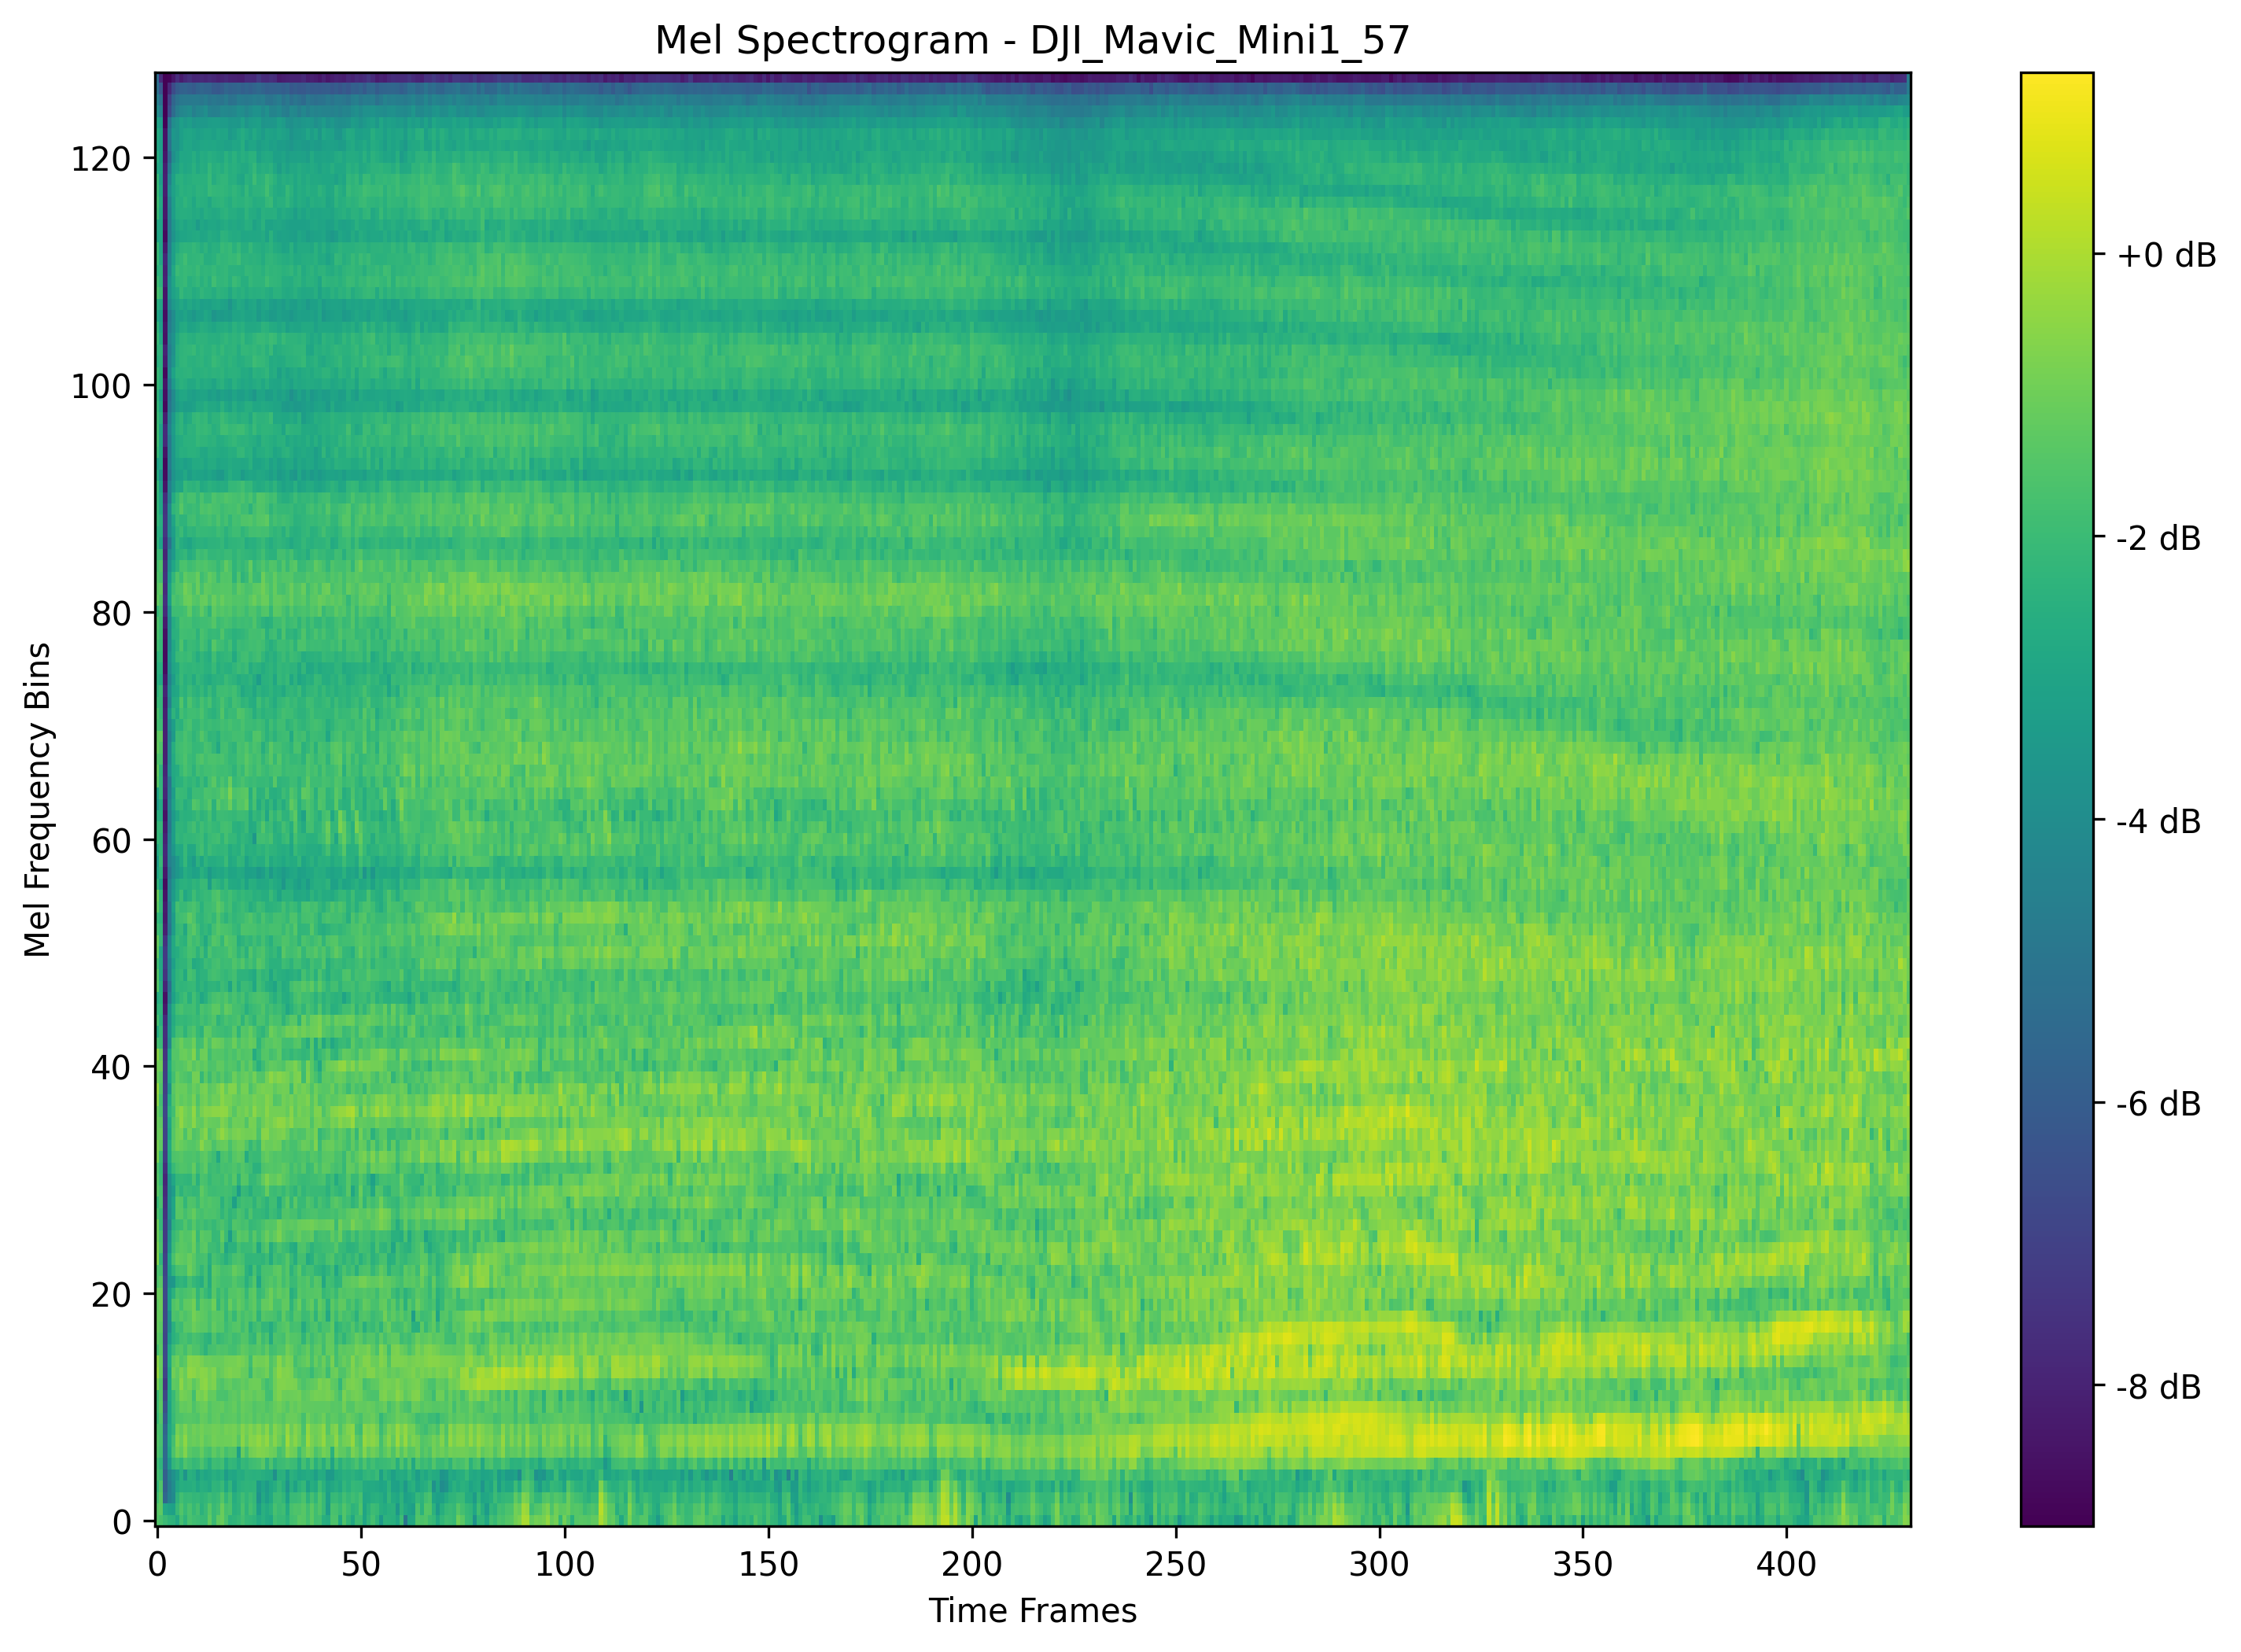 Mel Spectrogram - DJI_Mavic_Mini1_57
Mel Frequency Bins
120
100
80
60
40
20
0
0 50 100 150 200 250 300 350 400
Time Frames
+0 dB
-2 dB
-4 dB
-6 dB
-8 dB